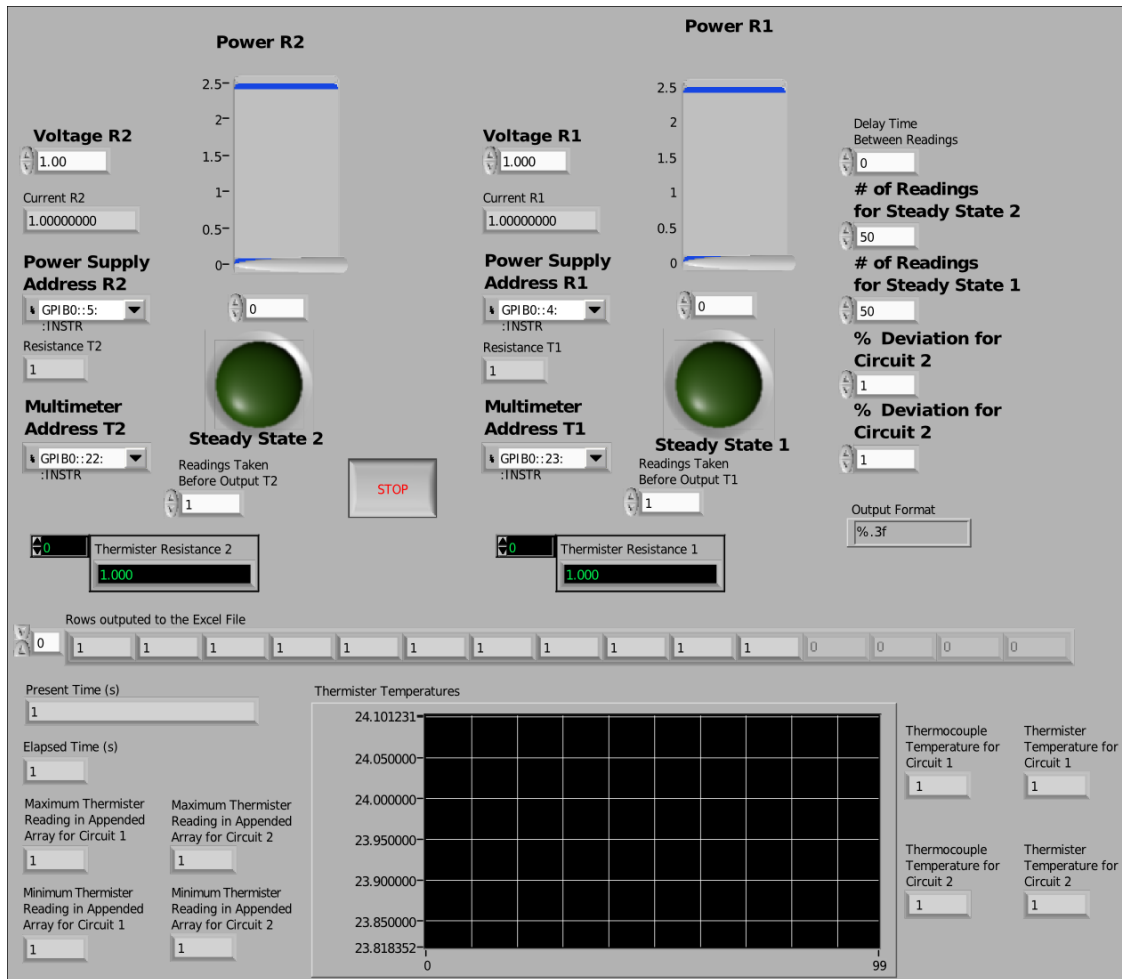 Power R2
2.5
2
1.5
1
0.5
0
Voltage R2
1.00
Current R2
1.00000000
Power Supply
Address R2
GPIB0::5:
:INSTR
0
Resistance T2
1
Multimeter
Address T2
GPIB0::22:
:INSTR
Steady State 2
Readings Taken
Before Output T2
1
0
Thermister Resistance 2
1.000
STOP
Power R1
2.5
2
1.5
1
0.5
0
Voltage R1
1.000
Current R1
1.00000000
Power Supply
Address R1
GPIB0::4:
:INSTR
0
Resistance T1
1
Multimeter
Address T1
GPIB0::23:
:INSTR
Steady State 1
Readings Taken
Before Output T1
1
0
Thermister Resistance 1
1.000
Delay Time
Between Readings
0
# of Readings
for Steady State 2
50
# of Readings
for Steady State 1
50
% Deviation for
Circuit 2
1
% Deviation for
Circuit 2
1
Output Format
%.3f
Rows outputed to the Excel File
0 1 1 1 1 1 1 1 1 1 1 1 0 0 0 0
Present Time (s)
1
Elapsed Time (s)
1
Maximum Thermister
Reading in Appended
Array for Circuit 1
1
Maximum Thermister
Reading in Appended
Array for Circuit 2
1
Minimum Thermister
Reading in Appended
Array for Circuit 1
1
Minimum Thermister
Reading in Appended
Array for Circuit 2
1
Thermister Temperatures
24.101231
24.050000
24.000000
23.950000
23.900000
23.850000
23.818352
0 99
Thermocouple
Temperature for
Circuit 1
1
Thermister
Temperature for
Circuit 1
1
Thermocouple
Temperature for
Circuit 2
1
Thermister
Temperature for
Circuit 2
1